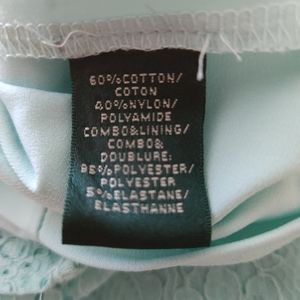 60%COTTON/
COTON
40%NYLON/
POLYAMIDE
COMBO&LINING/
COMBO&
DOUBLURE:
95%POLYESTER/
POLYESTER
5%ELASTANE/
ELASTHANNE